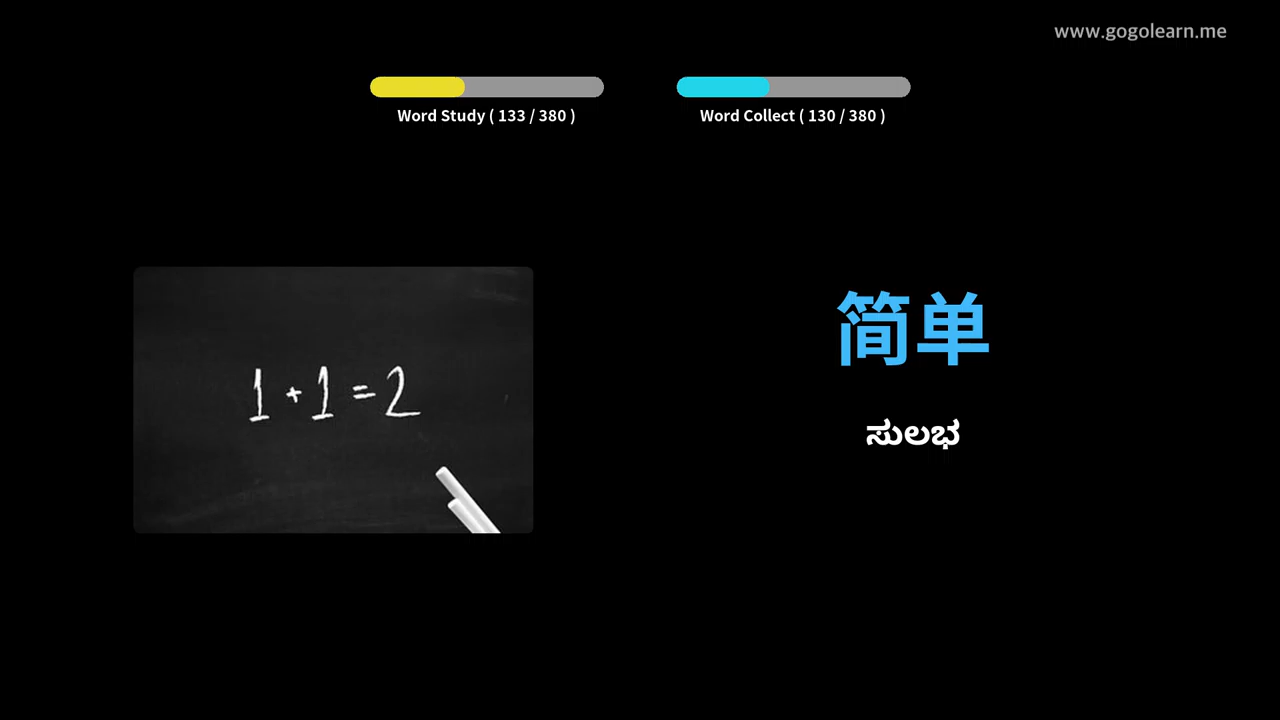 www.gogolearn.me
Word Study ( 133 / 380 )
Word Collect ( 130 / 380 )
1 + 1 = 2
简单
ಸುಲಭ